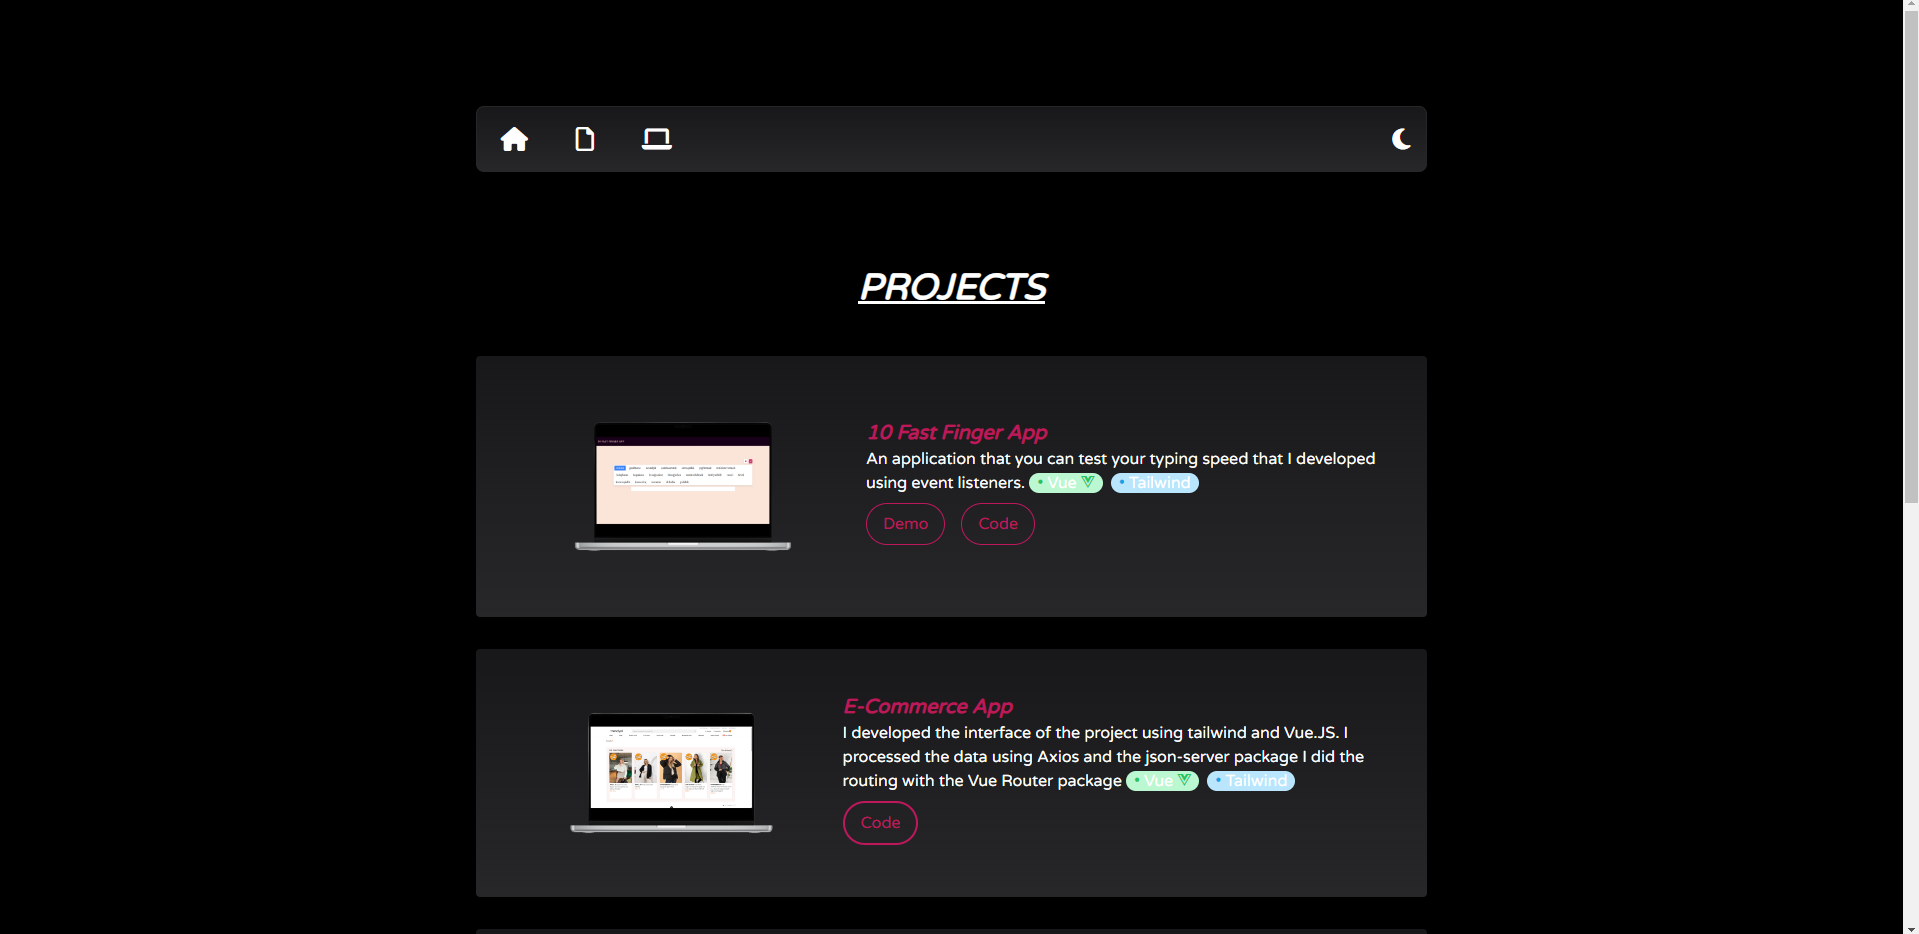 PROJECTS
10 Fast Finger App
An application that you can test your typing speed that I developed
using event listeners. • Vue • Tailwind
Demo Code
E-Commerce App
I developed the interface of the project using tailwind and Vue.JS. I
processed the data using Axios and the json-server package I did the
routing with the Vue Router package • Vue • Tailwind
Code